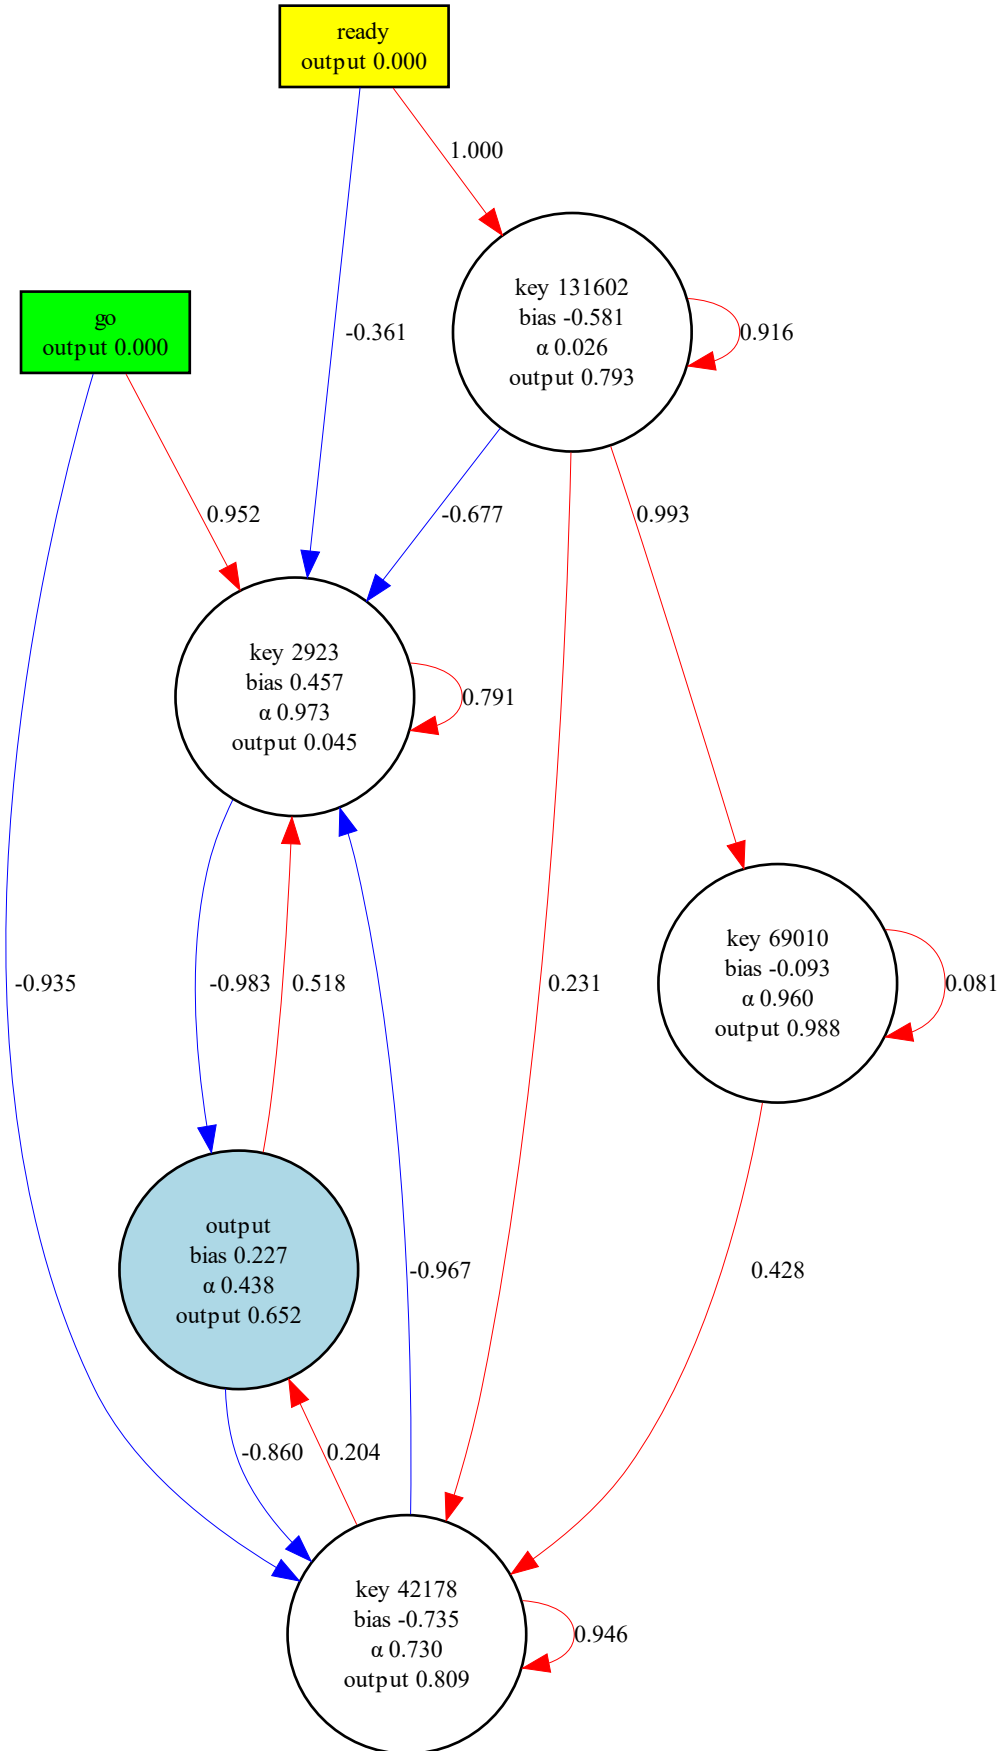 ready
output 0.000
1.000
key 131602
bias -0.581
α 0.026
output 0.793
0.916
go
output 0.000
-0.361
0.952
-0.677
0.993
key 2923
bias 0.457
α 0.973
output 0.045
0.791
key 69010
bias -0.093
α 0.960
output 0.988
0.081
-0.935
-0.983
0.518
0.231
output
bias 0.227
α 0.438
output 0.652
-0.967
0.428
-0.860
0.204
key 42178
bias -0.735
α 0.730
output 0.809
0.946